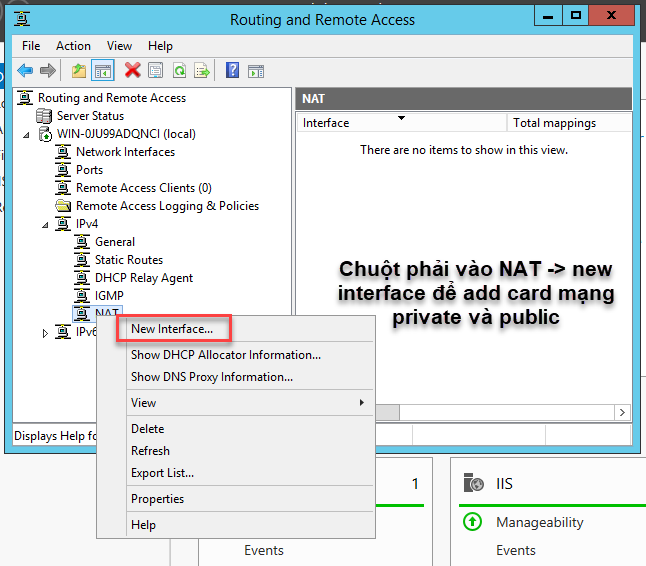 Routing and Remote Access
File Action View Help
Routing and Remote Access
Server Status
WIN-0JU99ADQNCI (local)
Network Interfaces
Ports
Remote Access Clients (0)
Remote Access Logging & Policies
IPv4
General
Static Routes
DHCP Relay Agent
IGMP
NAT
IPv6
NAT
Interface Total mappings
There are no items to show in this view.
Chuột phải vào NAT -> new
interface để add card mạng
private và public
New Interface...
Show DHCP Allocator Information...
Show DNS Proxy Information...
View
Delete
Refresh
Export List...
Properties
Help
Displays Help fo
1
Events
IIS
Manageability
Events